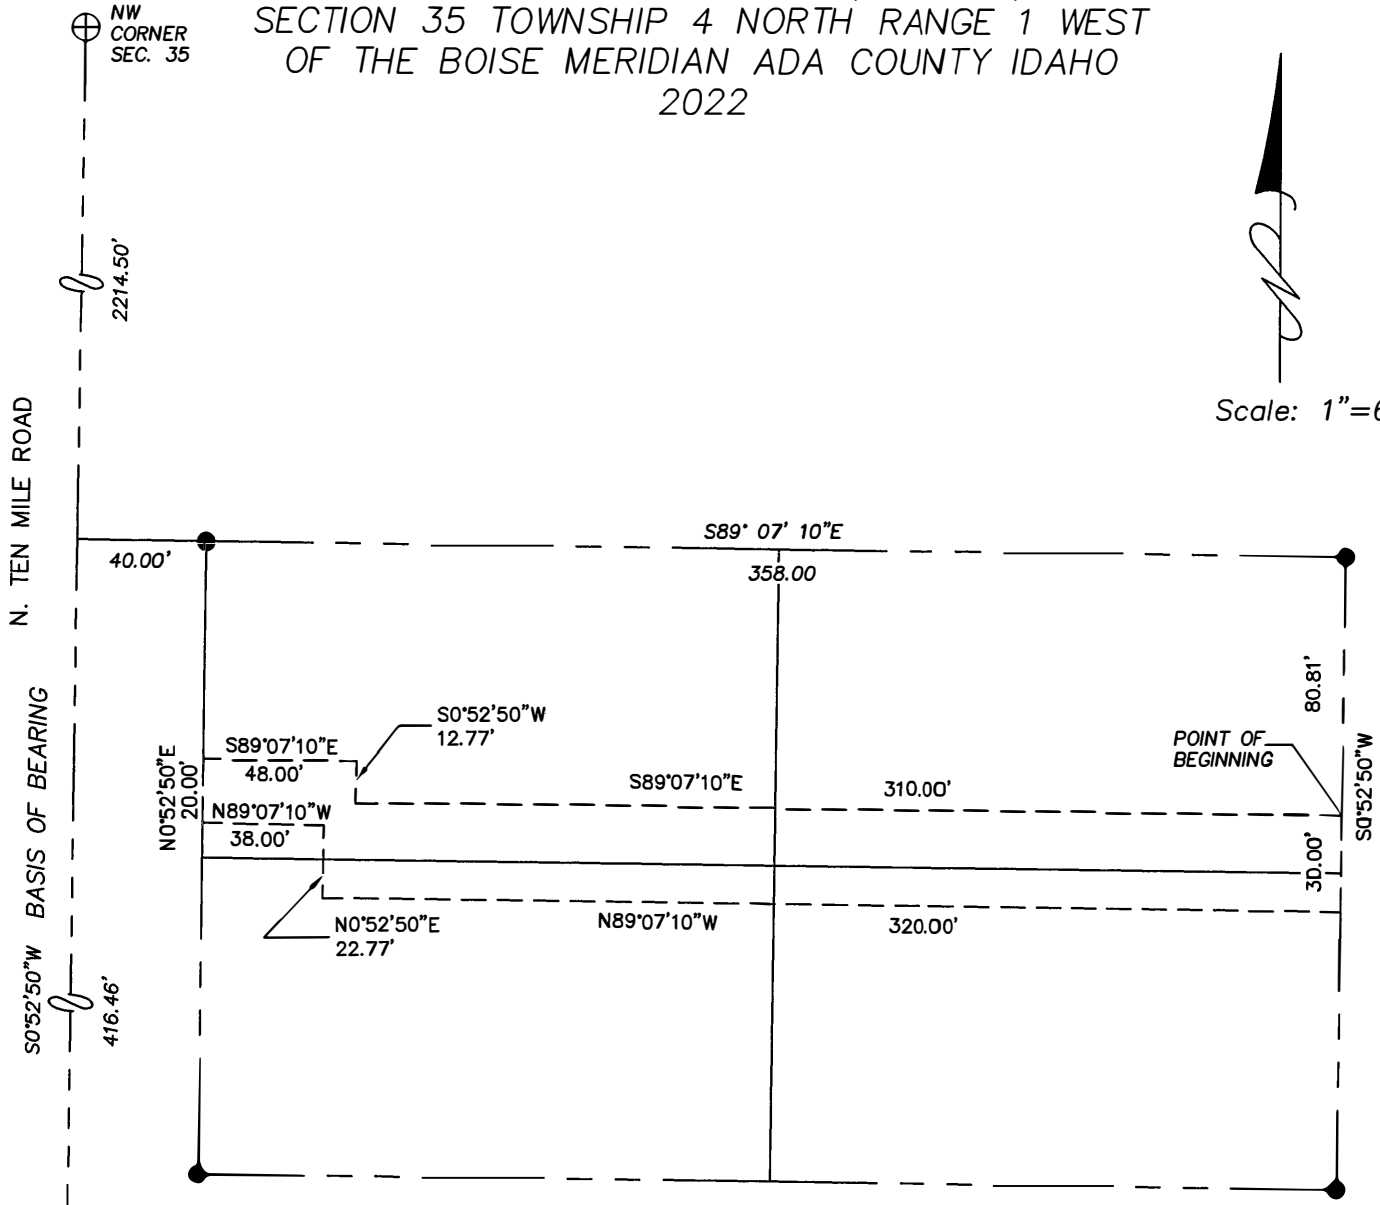 NW
CORNER
SEC. 35
SECTION 35 TOWNSHIP 4 NORTH RANGE 1 WEST
OF THE BOISE MERIDIAN ADA COUNTY IDAHO
2022
2214.50'
Scale: 1"=6
N. TEN MILE ROAD
S89° 07' 10"E
40.00'
358.00
80.81'
S0°52'50"W
12.77'
POINT OF
BEGINNING
S89°07'10"E
48.00'
S89°07'10"E
310.00'
N0°52'50"E
20.00'
S0°52'50"W
N89°07'10"W
38.00'
30.00'
N0°52'50"E
22.77'
N89°07'10"W
320.00'
S0°52'50"W BASIS OF BEARING
416.46'